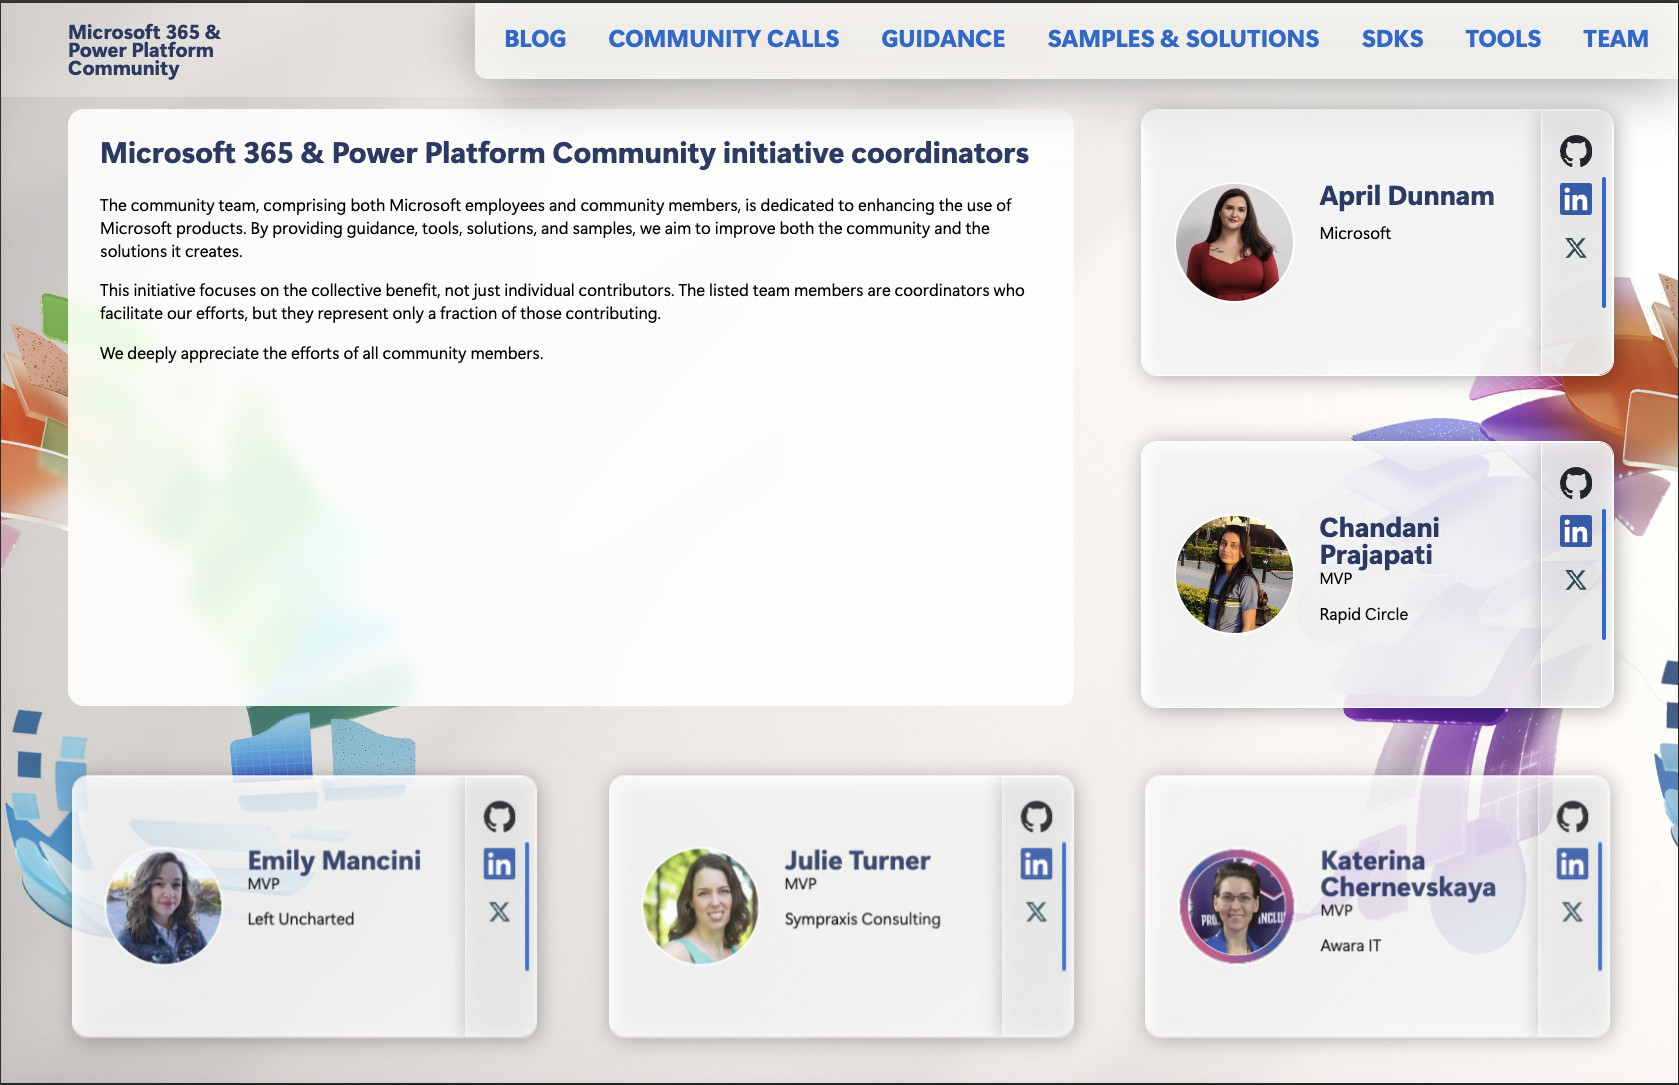 Microsoft 365 &
Power Platform
Community
BLOG COMMUNITY CALLS GUIDANCE SAMPLES & SOLUTIONS SDKS TOOLS TEAM
Microsoft 365 & Power Platform Community initiative coordinators
The community team, comprising both Microsoft employees and community members, is dedicated to enhancing the use of
Microsoft products. By providing guidance, tools, solutions, and samples, we aim to improve both the community and the
solutions it creates.
This initiative focuses on the collective benefit, not just individual contributors. The listed team members are coordinators who
facilitate our efforts, but they represent only a fraction of those contributing.
We deeply appreciate the efforts of all community members.
April Dunnam
Microsoft
in
X
Chandani
Prajapati
MVP
Rapid Circle
in
X
Emily Mancini
MVP
Left Uncharted
in
X
Julie Turner
MVP
Sympraxis Consulting
in
X
Katerina
Chernevskaya
MVP
Awara IT
in
X